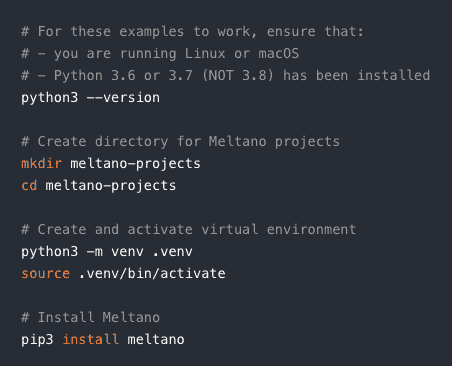 # For these examples to work, ensure that:
# - you are running Linux or macOS
# - Python 3.6 or 3.7 (NOT 3.8) has been installed
python3 --version

# Create directory for Meltano projects
mkdir meltano-projects
cd meltano-projects

# Create and activate virtual environment
python3 -m venv .venv
source .venv/bin/activate

# Install Meltano
pip3 install meltano